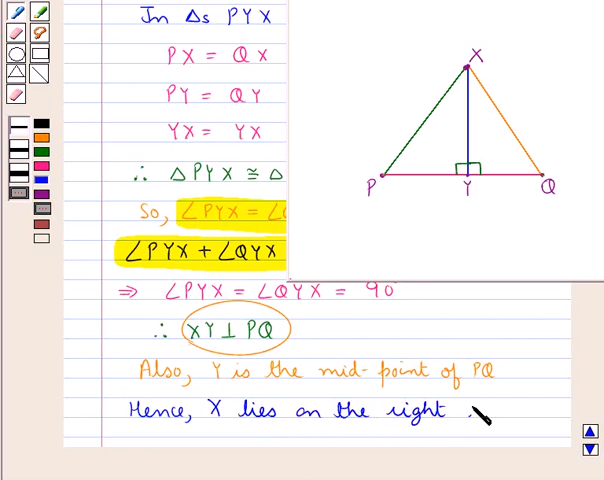 In Δs PYX
PX = QX
PY = QY
YX = YX
∴ ΔPYX ≅ Δ
So, ∠PYX = ∠
∠PYX + ∠QYX
⇒ ∠PYX = ∠QYX = 90°
∴ XY ⊥ PQ
Also, Y is the mid-point of PQ
Hence, X lies on the right
X
P Y Q